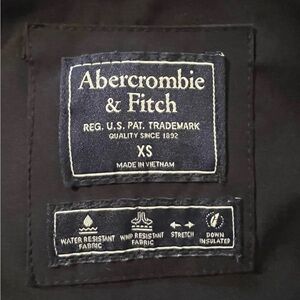 Abercrombie
& Fitch
REG. U.S. PAT. TRADEMARK
QUALITY SINCE 1892
XS
MADE IN VIETNAM
WATER RESISTANT
FABRIC
WIND RESISTANT
FABRIC
STRETCH
DOWN
INSULATED